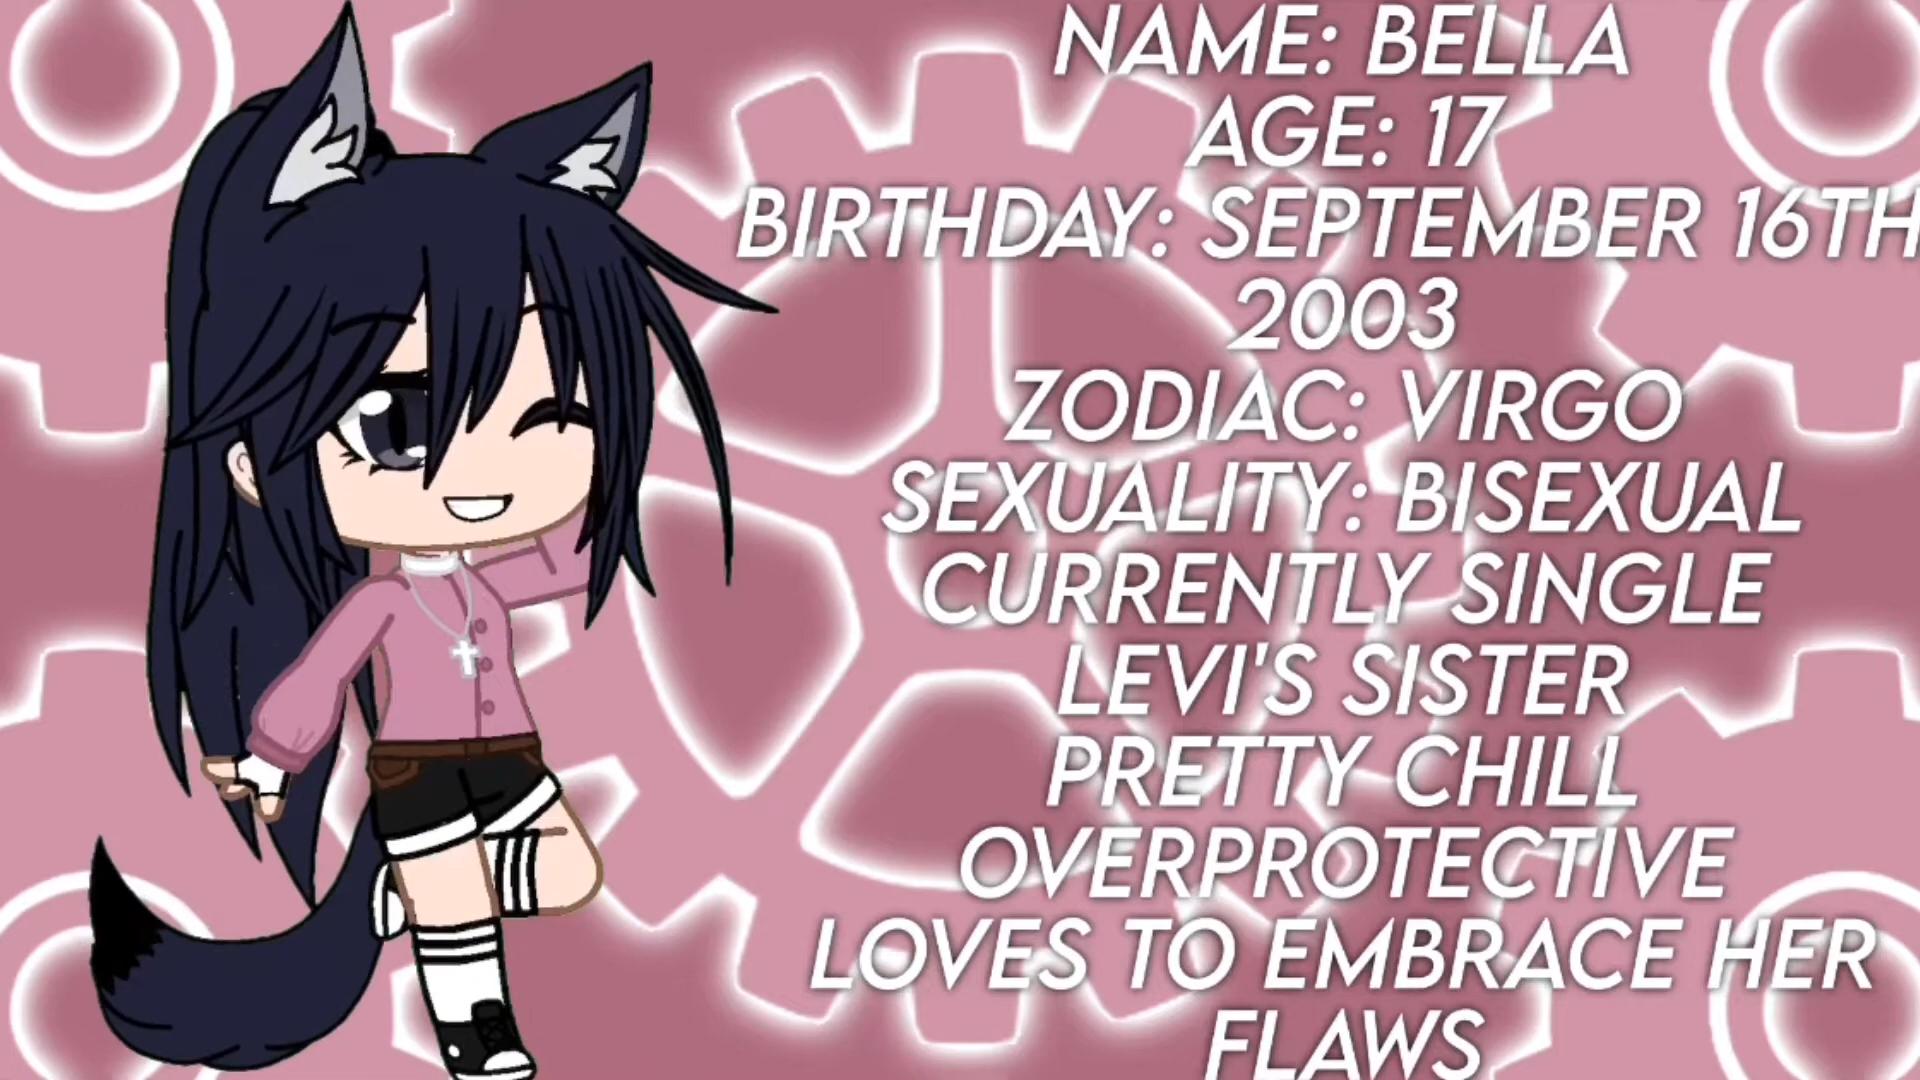 NAME: BELLA
AGE: 17
BIRTHDAY: SEPTEMBER 16TH
2003
ZODIAC: VIRGO
SEXUALITY: BISEXUAL
CURRENTLY SINGLE
LEVI'S SISTER
PRETTY CHILL
OVERPROTECTIVE
LOVES TO EMBRACE HER
FLAWS